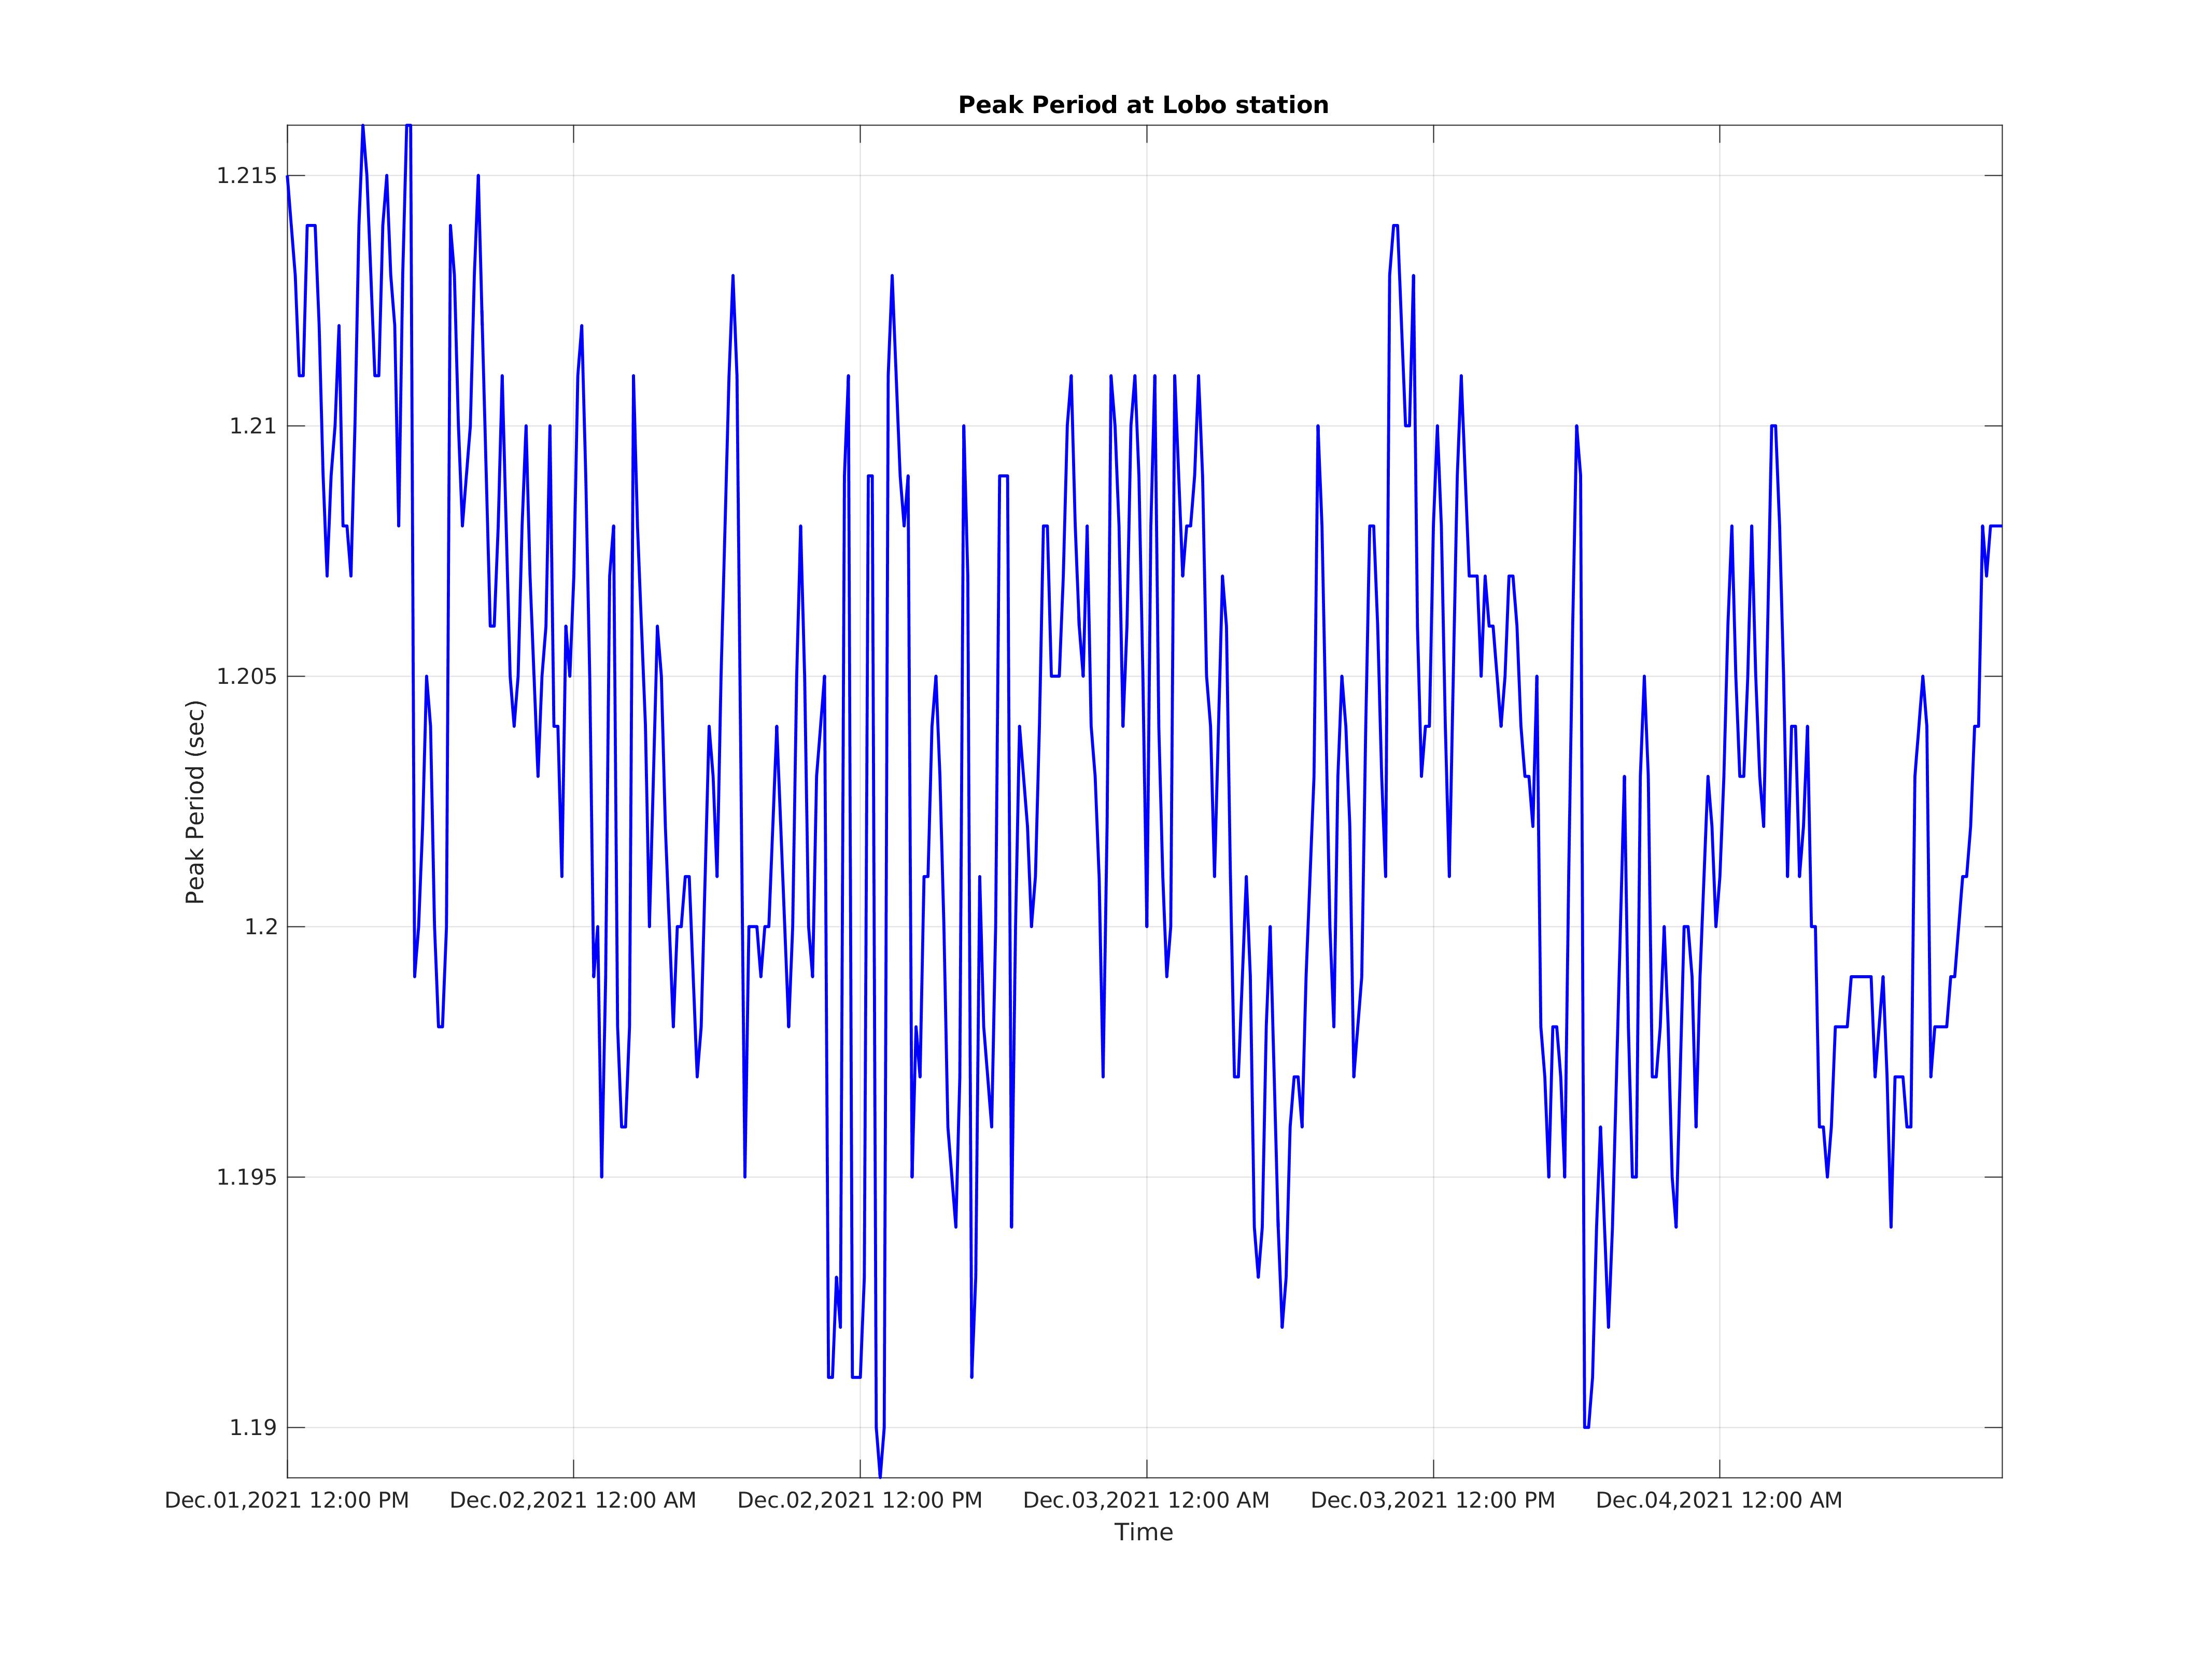 Peak Period at Lobo station
1.215
1.21
1.205
1.2
1.195
1.19
Peak Period (sec)
Dec.01,2021 12:00 PM Dec.02,2021 12:00 AM Dec.02,2021 12:00 PM Dec.03,2021 12:00 AM Dec.03,2021 12:00 PM Dec.04,2021 12:00 AM
Time